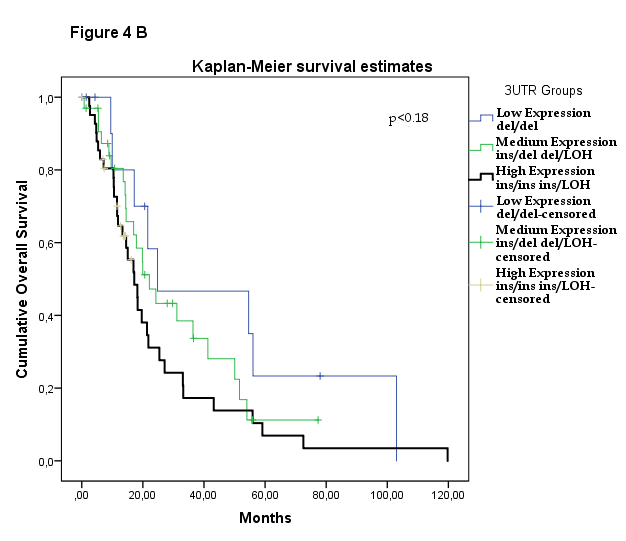 Figure 4 B
Kaplan-Meier survival estimates
p<0.18
Cumulative Overall Survival
1,0
0,8
0,6
0,4
0,2
0,0
,00
20,00
40,00
60,00
80,00
100,00
120,00
Months
3UTR Groups
Low Expression
del/del
Medium Expression
ins/del del/LOH
High Expression
ins/ins ins/LOH
Low Expression
del/del-censored
Medium Expression
ins/del del/LOH-
censored
High Expression
ins/ins ins/LOH-
censored